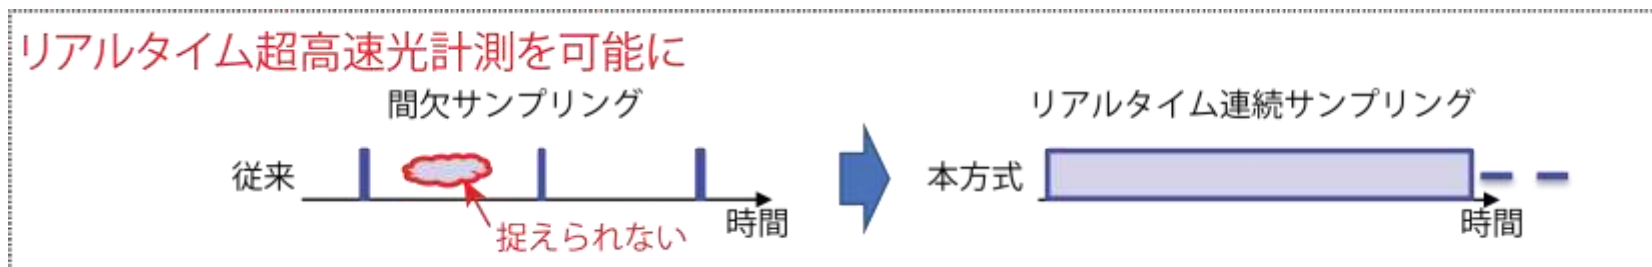 リアルタイム超高速光計測を可能に
間欠サンプリング
従来
時間
捉えられない
リアルタイム連続サンプリング
本方式
時間